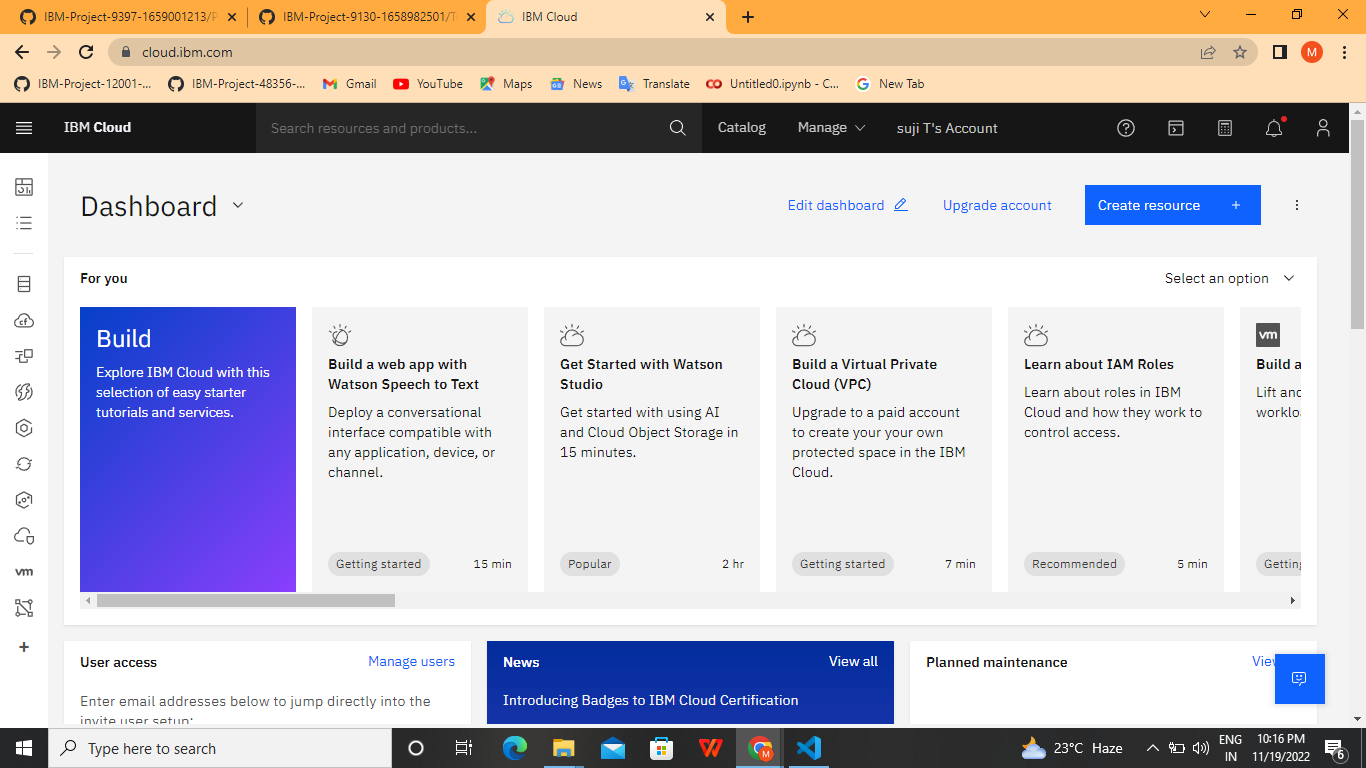 IBM-Project-9397-1659001213/P
IBM-Project-9130-1658982501/T
IBM Cloud
cloud.ibm.com
M
IBM-Project-12001-...
IBM-Project-48356-...
Gmail
YouTube
Maps
News
Translate
Untitled0.ipynb - C...
New Tab
IBM Cloud
Search resources and products...
Catalog
Manage
suji T's Account
Dashboard
Edit dashboard
Upgrade account
Create resource +
For you
Select an option
Build
Explore IBM Cloud with this
selection of easy starter
tutorials and services.
Build a web app with
Watson Speech to Text
Deploy a conversational
interface compatible with
any application, device, or
channel.
Getting started
15 min
Get Started with Watson
Studio
Get started with using AI
and Cloud Object Storage in
15 minutes.
Popular
2 hr
Build a Virtual Private
Cloud (VPC)
Upgrade to a paid account
to create your your own
protected space in the IBM
Cloud.
Getting started
7 min
Learn about IAM Roles
Learn about roles in IBM
Cloud and how they work to
control access.
Recommended
5 min
vm
Build a
Lift and
workloa
Getting
cf
vm
User access
Manage users
Enter email addresses below to jump directly into the
invite user setup:
News
View all
Introducing Badges to IBM Cloud Certification
Planned maintenance
View
Type here to search
M
23°C Haze
ENG
IN
10:16 PM
11/19/2022
6